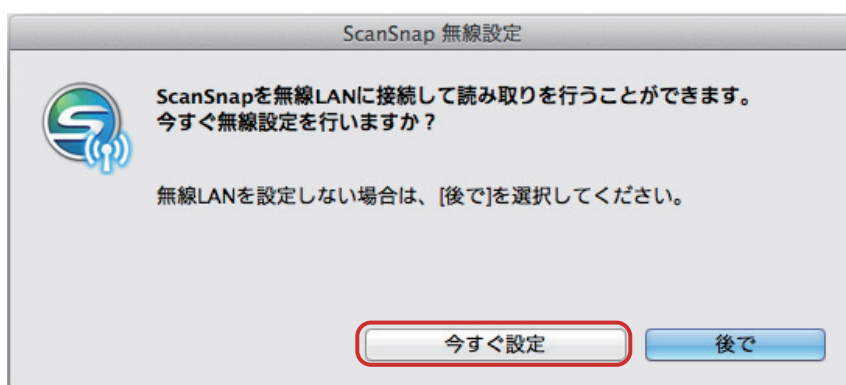 ScanSnap 無線設定
ScanSnapを無線LANに接続して読み取りを行うことができます。
今すぐ無線設定を行いますか？
無線LANを設定しない場合は、[後で]を選択してください。
今すぐ設定 後で